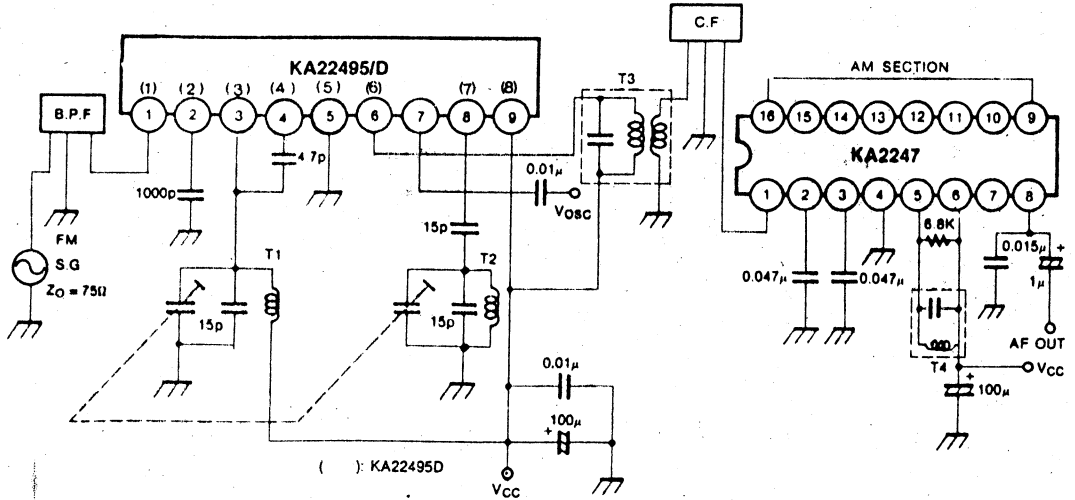 C.F
KA22495/D
T3
AM SECTION
(1) (2) (3) (4) (5) (6) (7) (8)
B.P.F
1 2 3 4 5 6 7 8 9
16 15 14 13 12 11 10 9
KA2247
1 2 3 4 5 6 7 8
4.7p
0.01μ
VOSC
1000p
15p
6.8K
FM
S.G
ZO = 75Ω
T1
T2
0.047μ
0.047μ
0.015μ
+
1μ
15p
15p
AF OUT
T4
VCC
0.01μ
+
100μ
100μ
+
( ): KA22495D
VCC